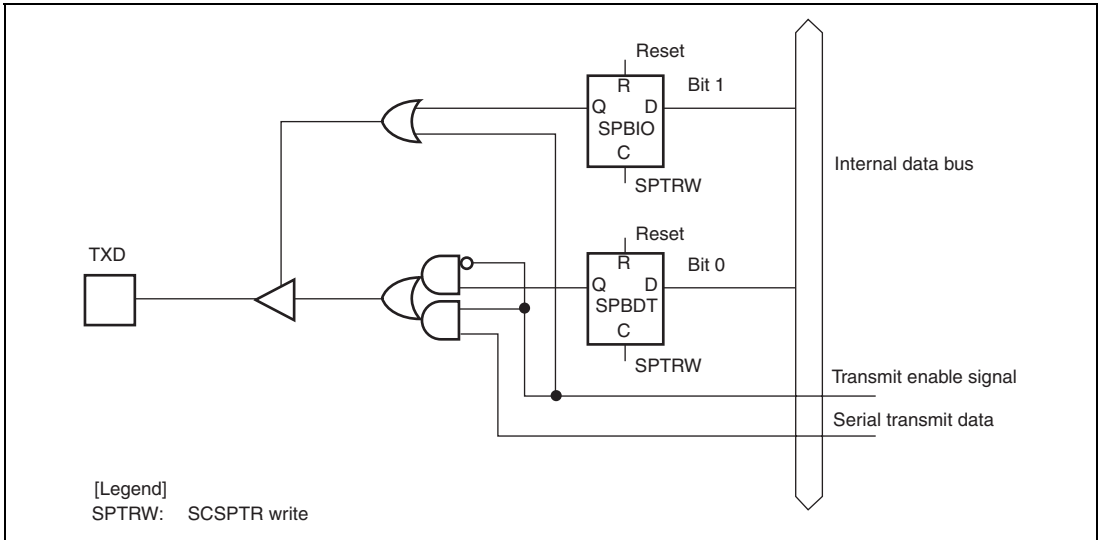 Reset
R
Bit 1
Q D
SPBIO
C
SPTRW
Internal data bus
Reset
R
Bit 0
Q D
SPBDT
C
SPTRW
TXD
Transmit enable signal
Serial transmit data
[Legend]
SPTRW: SCSPTR write